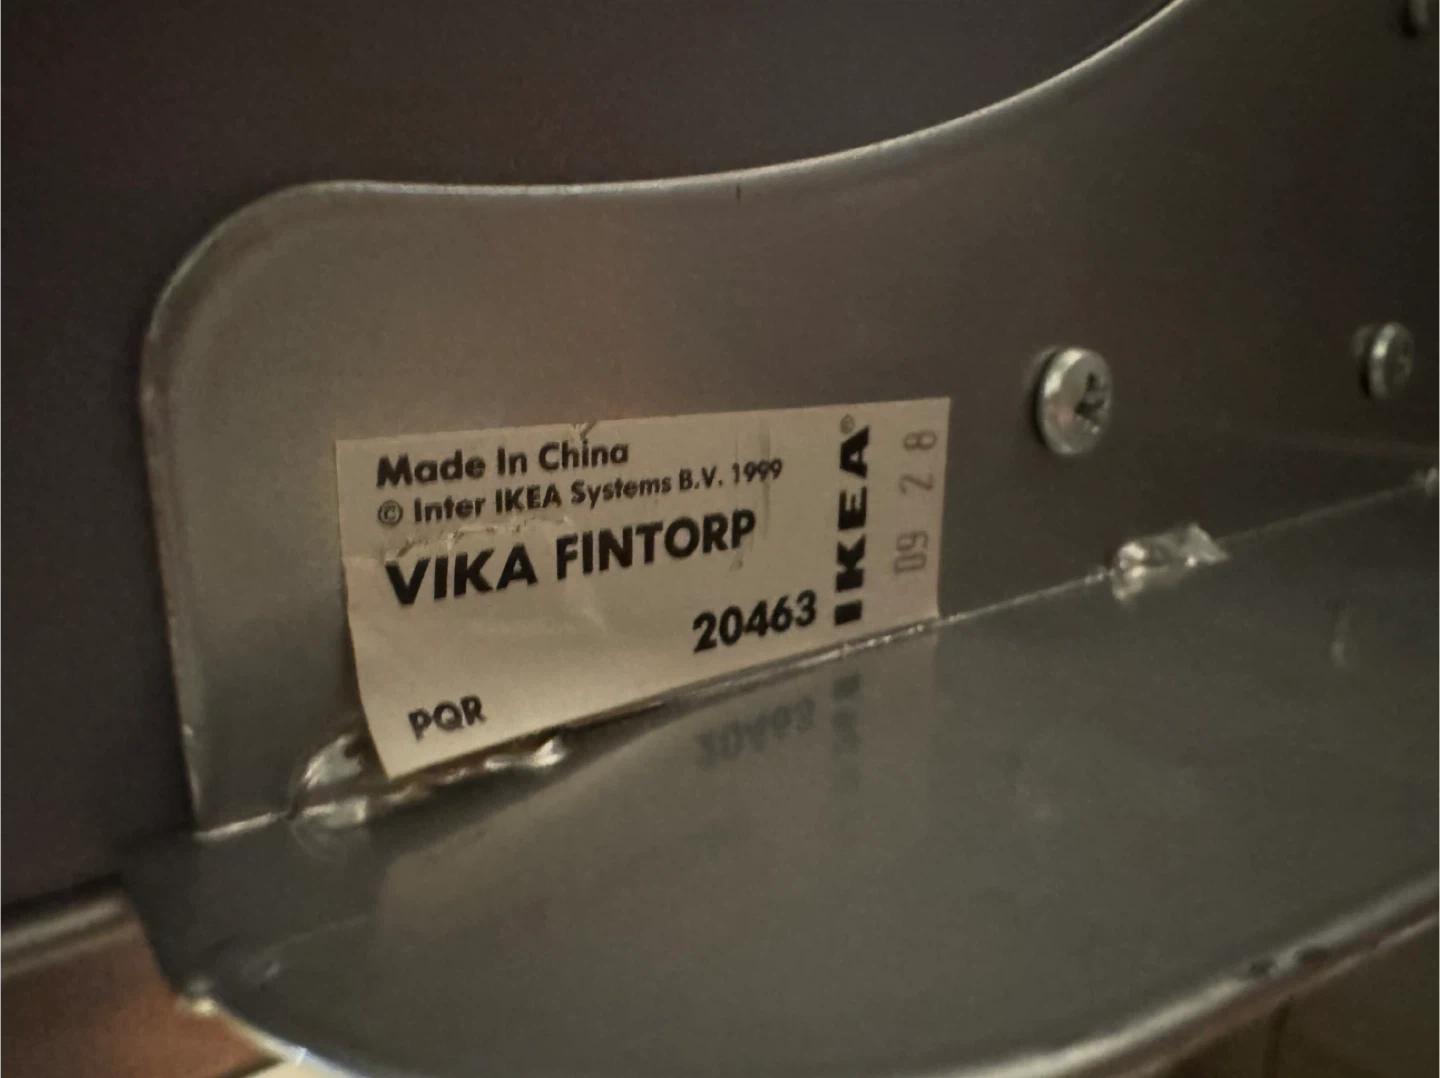 Made In China
© Inter IKEA Systems B.V. 1999
VIKA FINTORP
20463
PQR
IKEA®
09 28